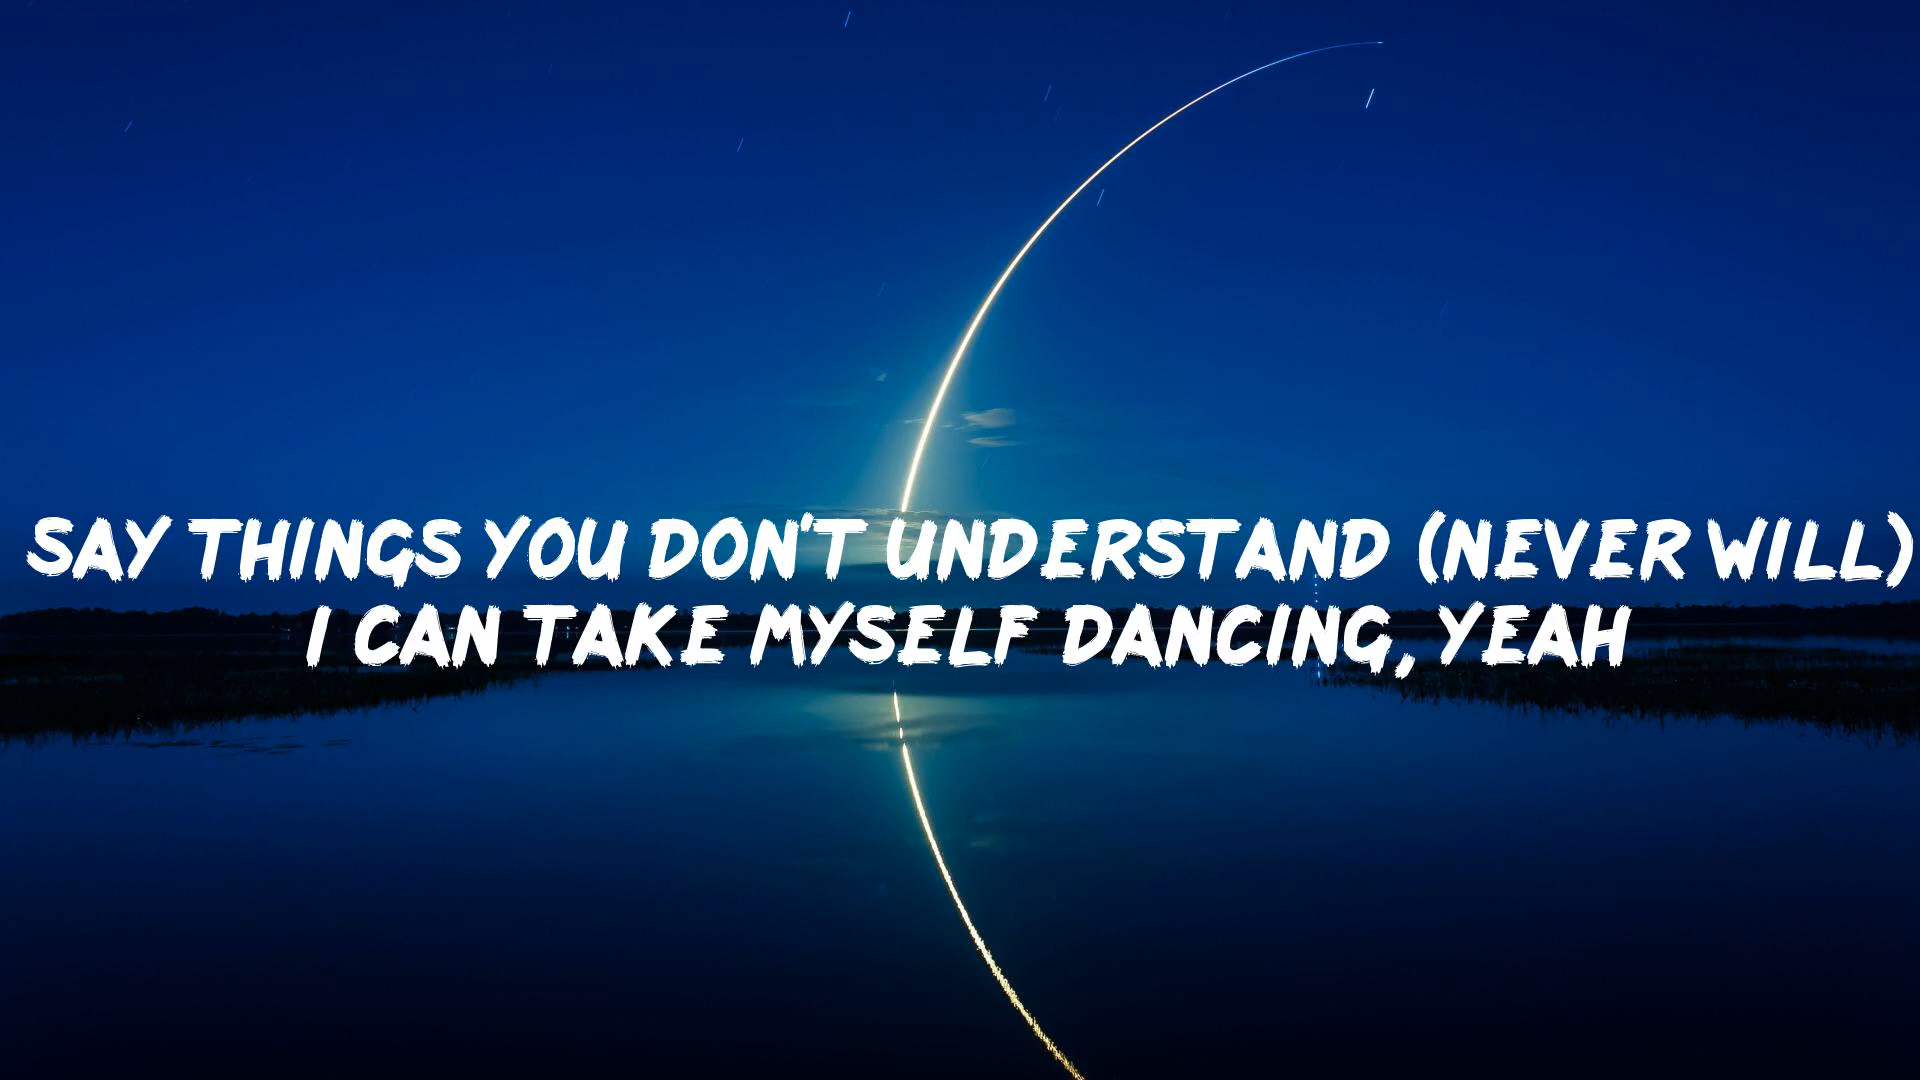 SAY THINGS YOU DON'T UNDERSTAND (NEVER WILL)
I CAN TAKE MYSELF DANCING, YEAH